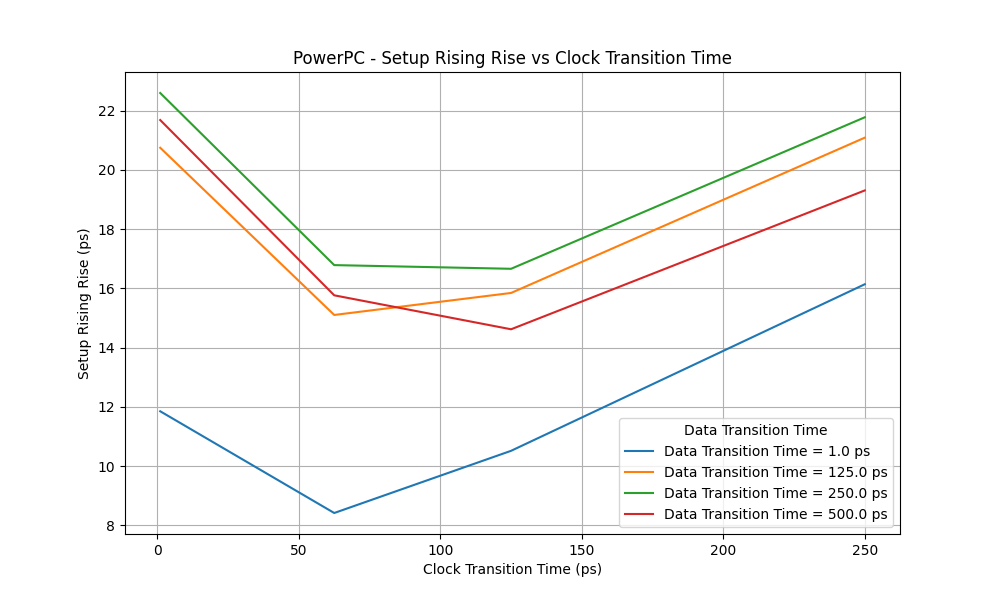 PowerPC - Setup Rising Rise vs Clock Transition Time
Setup Rising Rise (ps)
22
20
18
16
14
12
10
8
0 50 100 150 200 250
Clock Transition Time (ps)
Data Transition Time
Data Transition Time = 1.0 ps
Data Transition Time = 125.0 ps
Data Transition Time = 250.0 ps
Data Transition Time = 500.0 ps